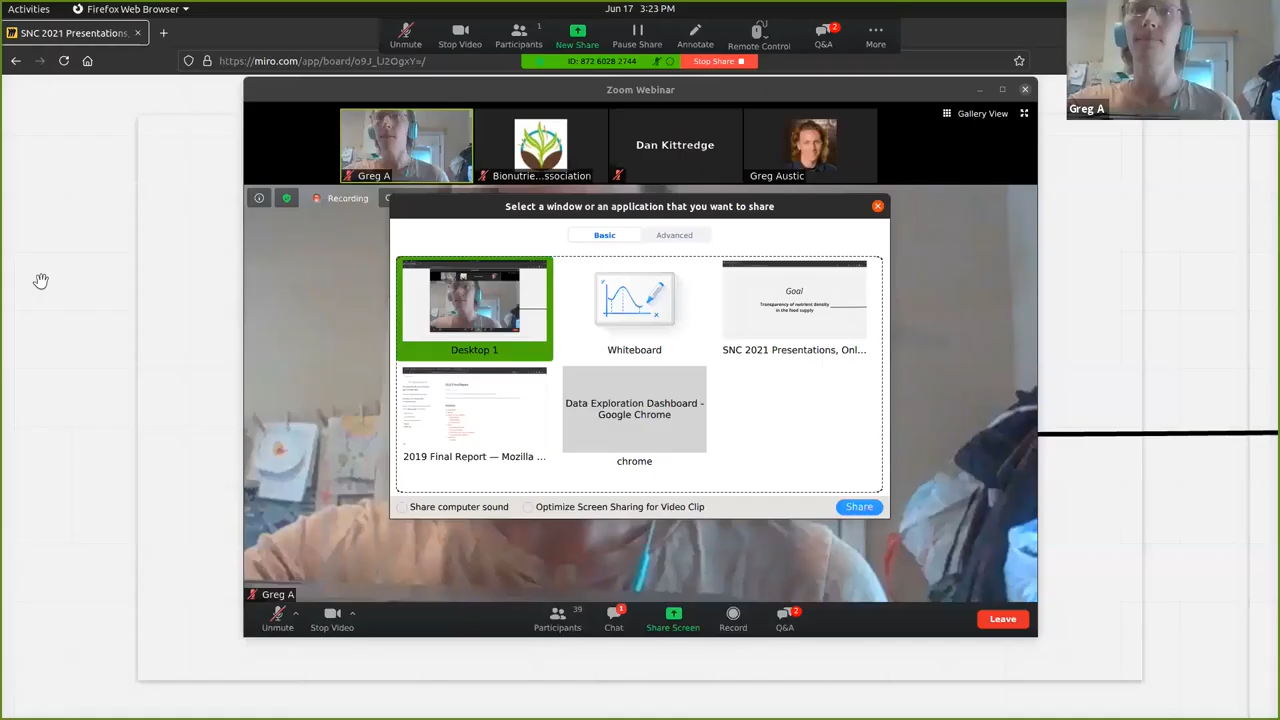 Activities
Firefox Web Browser
Jun 17 3:23 PM
SNC 2021 Presentations,
https://miro.com/app/board/o9J_
Unmute
Stop Video
Participants
1
New Share
Pause Share
Annotate
Remote Control
Q&A
2
More
ID: 872 6028 2744
Stop Share
Greg A
Zoom Webinar
Gallery View
Greg A
Bionutrie...ssociation
Dan Kittredge
Greg Austic
Recording
Select a window or an application that you want to share
Basic
Advanced
Desktop 1
Whiteboard
Goal
Transparency of nutrient density
in the food supply
SNC 2021 Presentations, Onl...
2019 Final Report — Mozilla ...
Data Exploration Dashboard -
Google Chrome
chrome
Share computer sound
Optimize Screen Sharing for Video Clip
Share
Greg A
Unmute
Stop Video
Participants
39
Chat
1
Share Screen
Record
Q&A
2
Leave